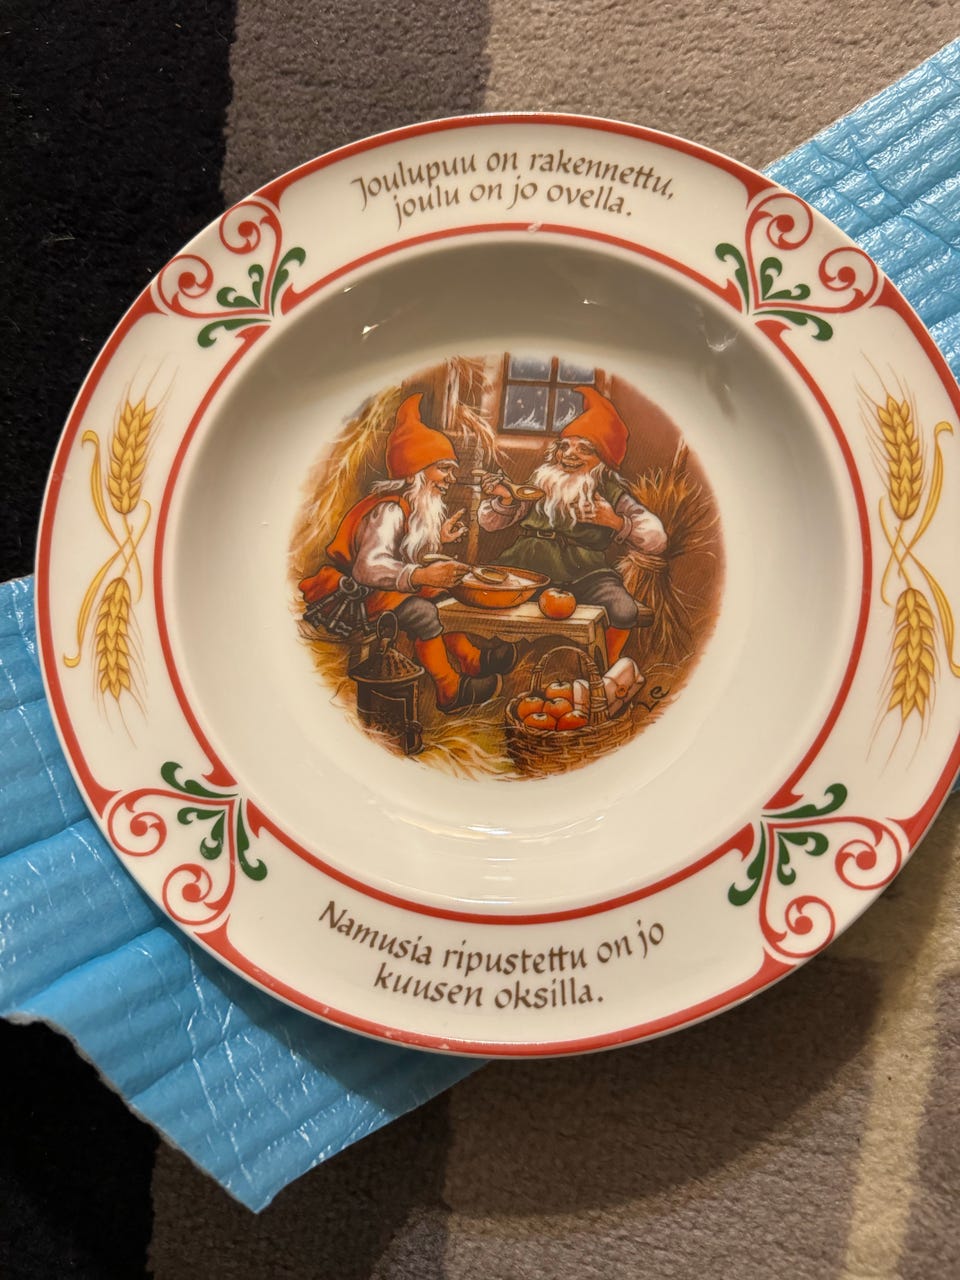 Joulupuu on rakennettu,
joulu on jo ovella.
Namusia ripustettu on jo
kuusen oksilla.